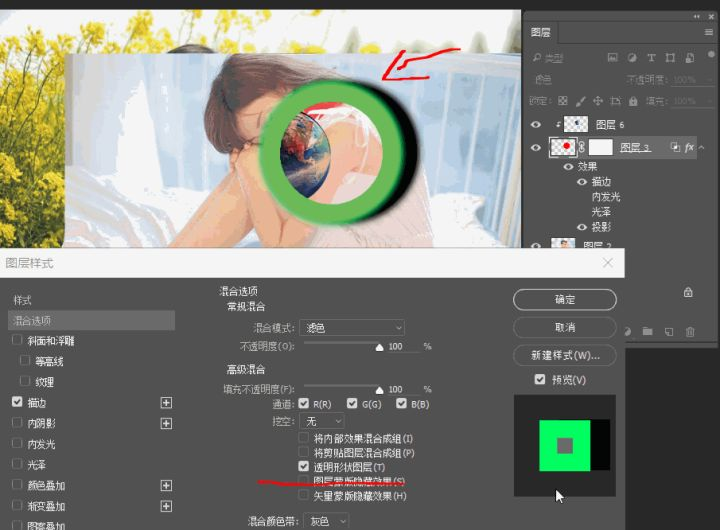 图层
类型
滤色
不透明度: 100%
锁定:
填充: 100%
图层 6
图层 3
fx
效果
描边
内发光
光泽
投影
图层 2
图层样式
样式
混合选项
斜面和浮雕
等高线
纹理
描边
内阴影
内发光
光泽
颜色叠加
渐变叠加
图案叠加
混合选项
常规混合
混合模式: 滤色
不透明度(O): 100 %
高级混合
填充不透明度(F): 100 %
通道: R(R) G(G) B(B)
挖空: 无
将内部效果混合成组(I)
将剪贴图层混合成组(P)
透明形状图层(T)
图层蒙版隐藏效果(S)
矢量蒙版隐藏效果(H)
混合颜色带: 灰色
确定
取消
新建样式(W)...
预览(V)